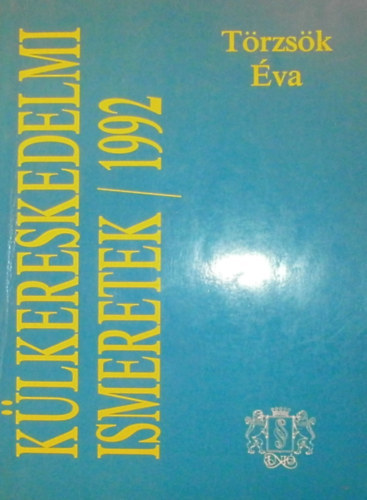 Törzsök
Éva
KÜLKERESKEDELMI
ISMERETEK / 1992